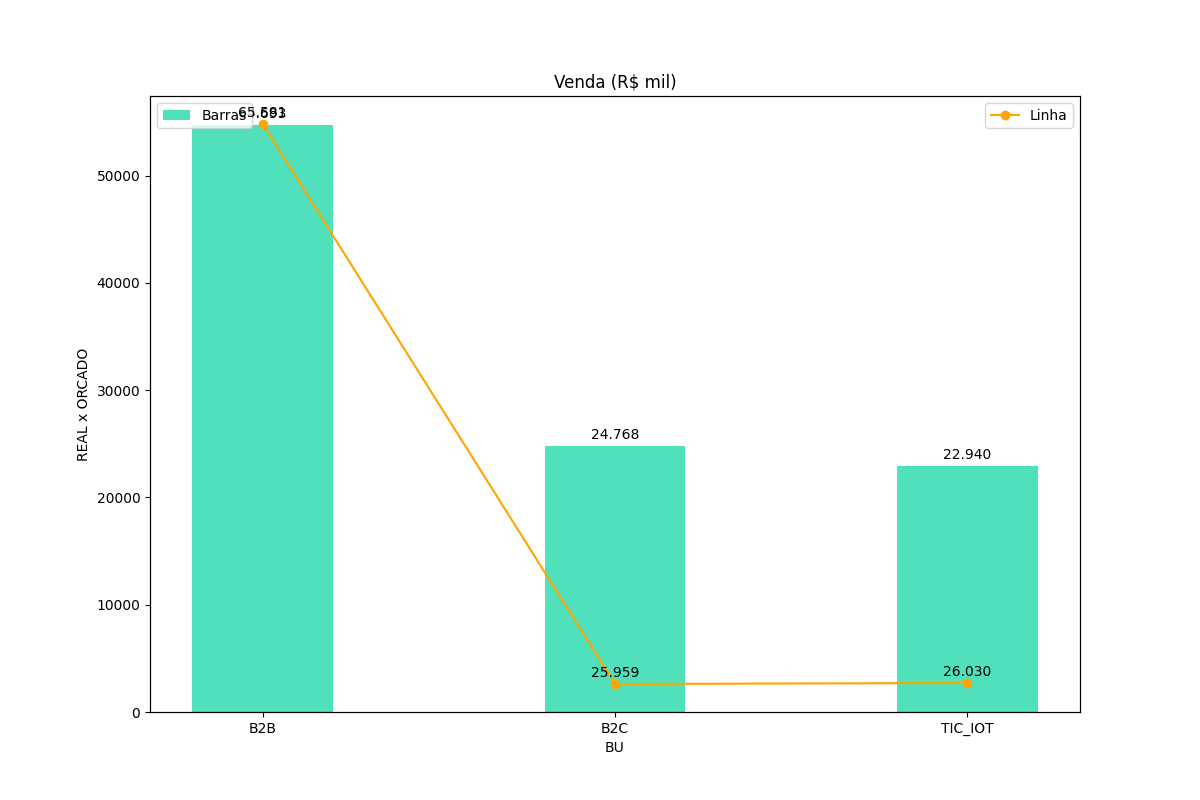 Venda (R$ mil)
Barras
Linha
50000
40000
30000
20000
10000
0
REAL x ORCADO
24.768
22.940
25.959
26.030
B2B
B2C
TIC_IOT
BU